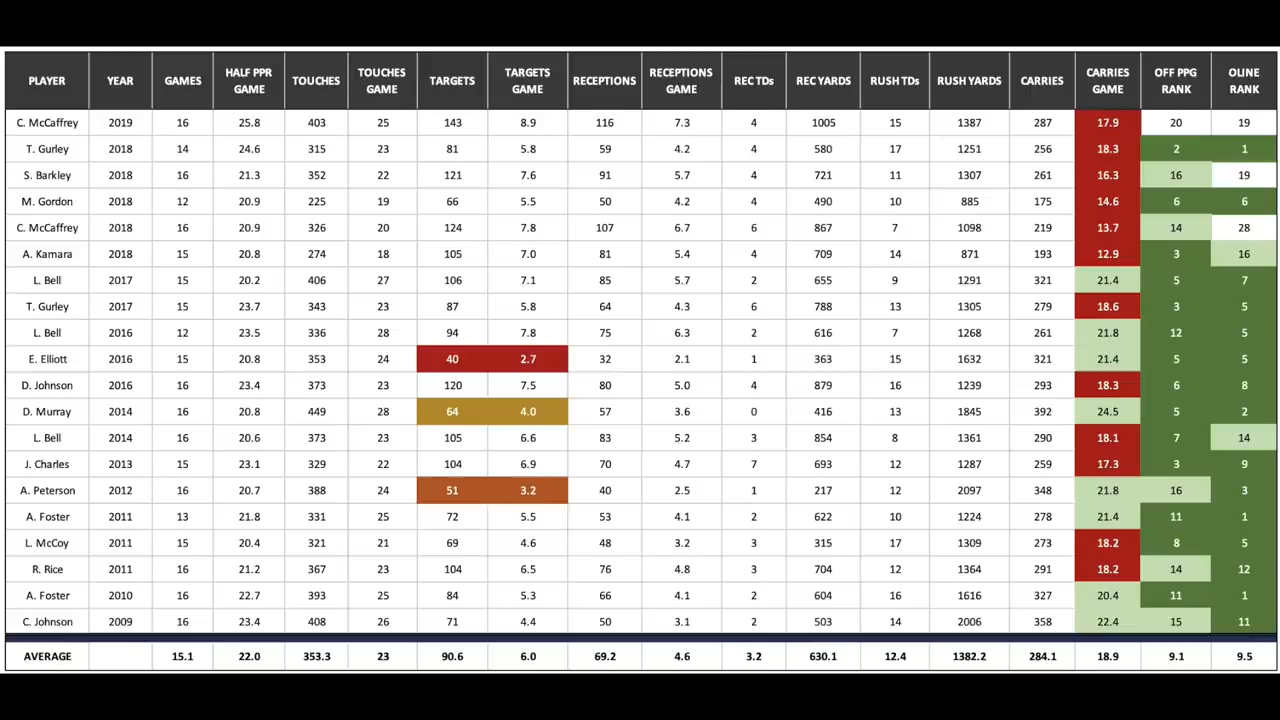 PLAYER YEAR GAMES HALF PPR GAME TOUCHES TOUCHES GAME TARGETS TARGETS GAME RECEPTIONS RECEPTIONS GAME REC TDs REC YARDS RUSH TDs RUSH YARDS CARRIES CARRIES GAME OFF PPG RANK OLINE RANK
C. McCaffrey 2019 16 25.8 403 25 143 8.9 116 7.3 4 1005 15 1387 287 17.9 20 19
T. Gurley 2018 14 24.6 315 23 81 5.8 59 4.2 4 580 17 1251 256 18.3 2 1
S. Barkley 2018 16 21.3 352 22 121 7.6 91 5.7 4 721 11 1307 261 16.3 16 19
M. Gordon 2018 12 20.9 225 19 66 5.5 50 4.2 4 490 10 885 175 14.6 6 6
C. McCaffrey 2018 16 20.9 326 20 124 7.8 107 6.7 6 867 7 1098 219 13.7 14 28
A. Kamara 2018 15 20.8 274 18 105 7.0 81 5.4 4 709 14 871 193 12.9 3 16
L. Bell 2017 15 20.2 406 27 106 7.1 85 5.7 2 655 9 1291 321 21.4 5 7
T. Gurley 2017 15 23.7 343 23 87 5.8 64 4.3 6 788 13 1305 279 18.6 3 5
L. Bell 2016 12 23.5 336 28 94 7.8 75 6.3 2 616 7 1268 261 21.8 12 5
E. Elliott 2016 15 20.8 353 24 40 2.7 32 2.1 1 363 15 1632 321 21.4 5 5
D. Johnson 2016 16 23.4 373 23 120 7.5 80 5.0 4 879 16 1239 293 18.3 6 8
D. Murray 2014 16 20.8 449 28 64 4.0 57 3.6 0 416 13 1845 392 24.5 5 2
L. Bell 2014 16 20.6 373 23 105 6.6 83 5.2 3 854 8 1361 290 18.1 7 14
J. Charles 2013 15 23.1 329 22 104 6.9 70 4.7 7 693 12 1287 259 17.3 3 9
A. Peterson 2012 16 20.7 388 24 51 3.2 40 2.5 1 217 12 2097 348 21.8 16 3
A. Foster 2011 13 21.8 331 25 72 5.5 53 4.1 2 622 10 1224 278 21.4 11 1
L. McCoy 2011 15 20.4 321 21 69 4.6 48 3.2 3 315 17 1309 273 18.2 8 5
R. Rice 2011 16 21.2 367 23 104 6.5 76 4.8 3 704 12 1364 291 18.2 14 12
A. Foster 2010 16 22.7 393 25 84 5.3 66 4.1 2 604 16 1616 327 20.4 11 1
C. Johnson 2009 16 23.4 408 26 71 4.4 50 3.1 2 503 14 2006 358 22.4 15 11
AVERAGE 15.1 22.0 353.3 23 90.6 6.0 69.2 4.6 3.2 630.1 12.4 1382.2 284.1 18.9 9.1 9.5